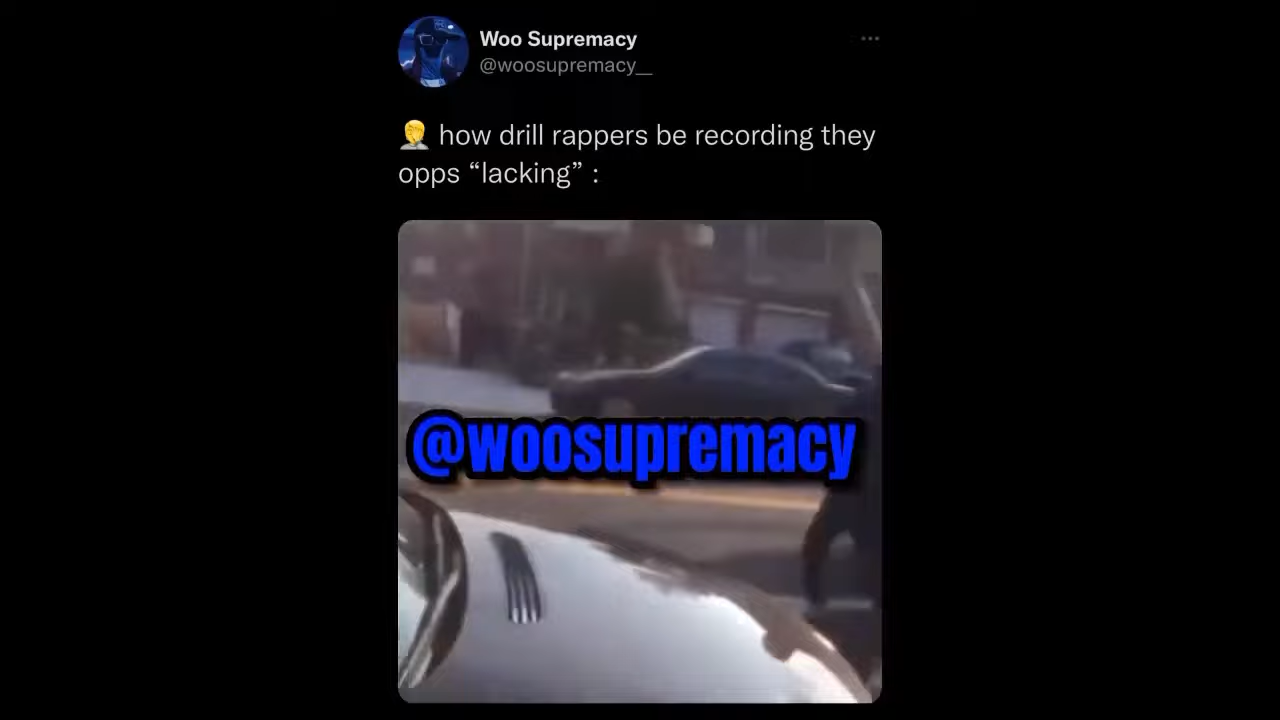 Woo Supremacy
@woosupremacy__
🤦 how drill rappers be recording they
opps “lacking” :
@woosupremacy